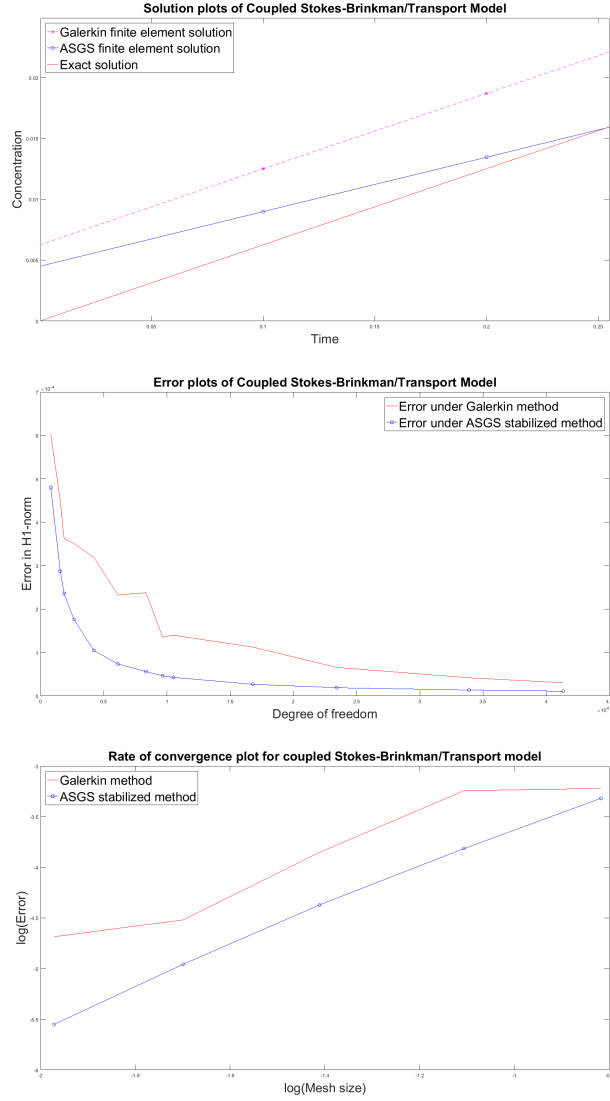 Solution plots of Coupled Stokes-Brinkman/Transport Model
Galerkin finite element solution
ASGS finite element solution
Exact solution
0.02
0.015
0.01
0.005
0
Concentration
0.05
0.1
0.15
0.2
0.25
Time
Error plots of Coupled Stokes-Brinkman/Transport Model
×10⁻⁴
Error under Galerkin method
Error under ASGS stabilized method
7
6
5
4
3
2
1
0
Error in H1-norm
0
0.5
1
1.5
2
2.5
3
3.5
4
4.5
×10⁴
Degree of freedom
Rate of convergence plot for coupled Stokes-Brinkman/Transport model
Galerkin method
ASGS stabilized method
-3
-3.5
-4
-4.5
-5
-5.5
-6
log(Error)
-2
-1.8
-1.6
-1.4
-1.2
-1
log(Mesh size)